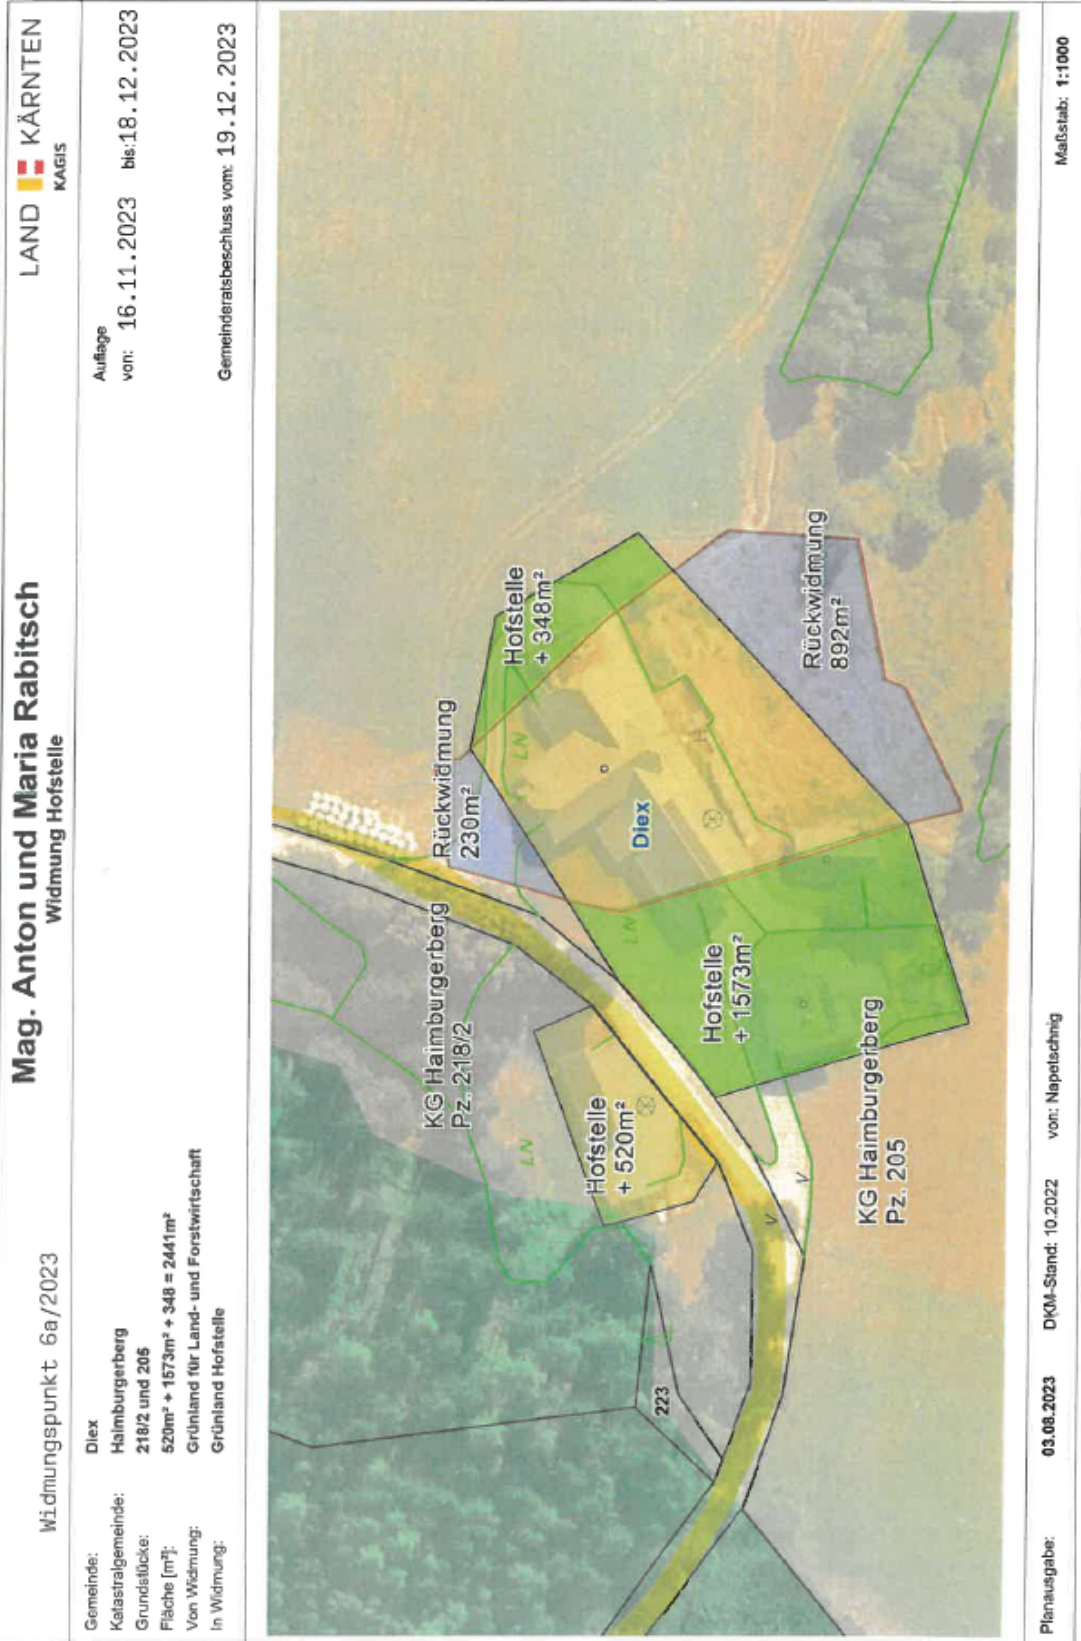 Widmungspunkt 6a/2023
Mag. Anton und Maria Rabitsch
Widmung Hofstelle
LAND KÄRNTEN
KAGIS
Gemeinde: Diex
Katastralgemeinde: Haimburgerberg
Grundstücke: 218/2 und 205
Fläche [m²]: 520m² + 1573m² + 348 = 2441m²
Von Widmung: Grünland für Land- und Forstwirtschaft
In Widmung: Grünland Hofstelle
Auflage
von: 16.11.2023 bis:18.12.2023
Gemeinderatsbeschluss vom: 19.12.2023
KG Haimburgerberg
Pz. 218/2
Rückwidmung
230m²
Hofstelle
+ 348m²
LN
LN
LN
Hofstelle
+ 520m²
Diex
Hofstelle
+ 1573m²
Rückwidmung
892m²
KG Haimburgerberg
Pz. 205
223
V
V
Planausgabe: 03.08.2023 DKM-Stand: 10.2022 von: Napetschnig Maßstab: 1:1000